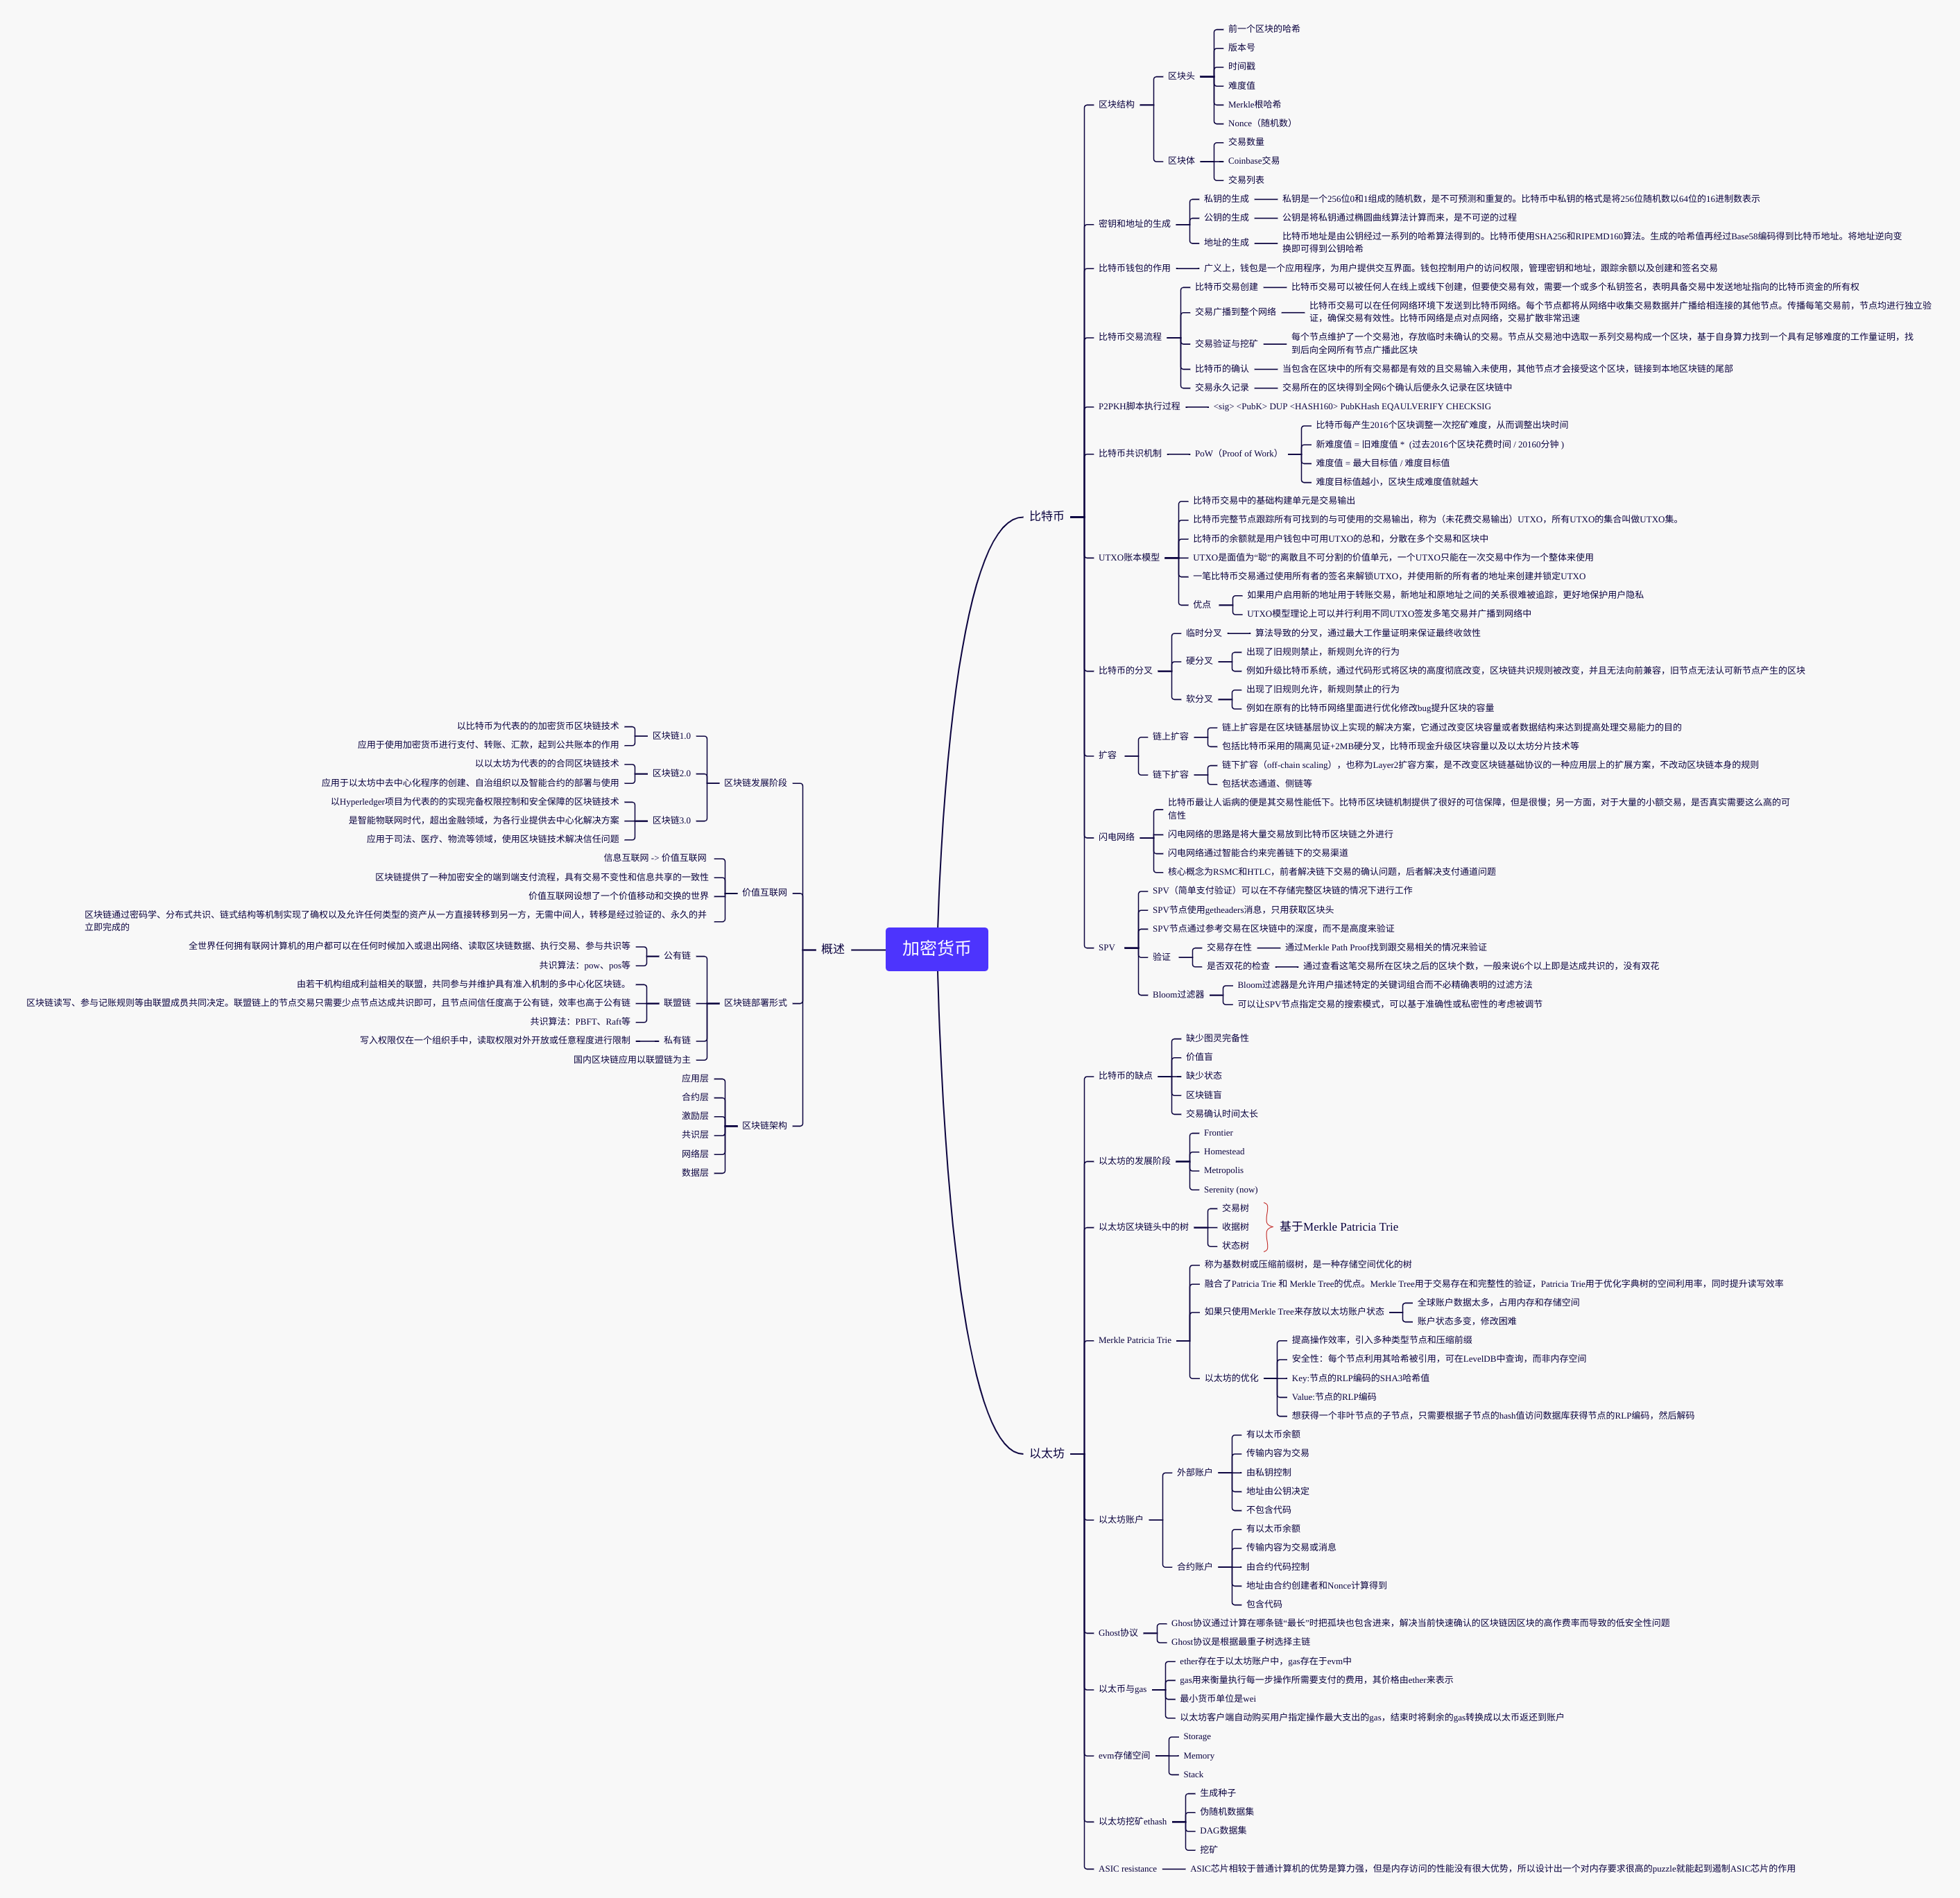 加密货币
概述
区块链发展阶段
区块链1.0
以比特币为代表的的加密货币区块链技术
应用于使用加密货币进行支付、转账、汇款，起到公共账本的作用
区块链2.0
以以太坊为代表的的合同区块链技术
应用于以太坊中去中心化程序的创建、自治组织以及智能合约的部署与使用
区块链3.0
以Hyperledger项目为代表的的实现完备权限控制和安全保障的区块链技术
是智能物联网时代，超出金融领域，为各行业提供去中心化解决方案
应用于司法、医疗、物流等领域，使用区块链技术解决信任问题
价值互联网
信息互联网 -> 价值互联网
区块链提供了一种加密安全的端到端支付流程，具有交易不变性和信息共享的一致性
价值互联网设想了一个价值移动和交换的世界
区块链通过密码学、分布式共识、链式结构等机制实现了确权以及允许任何类型的资产从一方直接转移到另一方，无需中间人，转移是经过验证的、永久的并
立即完成的
区块链部署形式
公有链
全世界任何拥有联网计算机的用户都可以在任何时候加入或退出网络、读取区块链数据、执行交易、参与共识等
共识算法：pow、pos等
联盟链
由若干机构组成利益相关的联盟，共同参与并维护具有准入机制的多中心化区块链。
区块链读写、参与记账规则等由联盟成员共同决定。联盟链上的节点交易只需要少点节点达成共识即可，且节点间信任度高于公有链，效率也高于公有链
共识算法：PBFT、Raft等
私有链
写入权限仅在一个组织手中，读取权限对外开放或任意程度进行限制
国内区块链应用以联盟链为主
区块链架构
应用层
合约层
激励层
共识层
网络层
数据层
比特币
区块结构
区块头
前一个区块的哈希
版本号
时间戳
难度值
Merkle根哈希
Nonce（随机数）
区块体
交易数量
Coinbase交易
交易列表
密钥和地址的生成
私钥的生成
私钥是一个256位0和1组成的随机数，是不可预测和重复的。比特币中私钥的格式是将256位随机数以64位的16进制数表示
公钥的生成
公钥是将私钥通过椭圆曲线算法计算而来，是不可逆的过程
地址的生成
比特币地址是由公钥经过一系列的哈希算法得到的。比特币使用SHA256和RIPEMD160算法。生成的哈希值再经过Base58编码得到比特币地址。将地址逆向变
换即可得到公钥哈希
比特币钱包的作用
广义上，钱包是一个应用程序，为用户提供交互界面。钱包控制用户的访问权限，管理密钥和地址，跟踪余额以及创建和签名交易
比特币交易流程
比特币交易创建
比特币交易可以被任何人在线上或线下创建，但要使交易有效，需要一个或多个私钥签名，表明具备交易中发送地址指向的比特币资金的所有权
交易广播到整个网络
比特币交易可以在任何网络环境下发送到比特币网络。每个节点都将从网络中收集交易数据并广播给相连接的其他节点。传播每笔交易前，节点均进行独立验
证，确保交易有效性。比特币网络是点对点网络，交易扩散非常迅速
交易验证与挖矿
每个节点维护了一个交易池，存放临时未确认的交易。节点从交易池中选取一系列交易构成一个区块，基于自身算力找到一个具有足够难度的工作量证明，找
到后向全网所有节点广播此区块
比特币的确认
当包含在区块中的所有交易都是有效的且交易输入未使用，其他节点才会接受这个区块，链接到本地区块链的尾部
交易永久记录
交易所在的区块得到全网6个确认后便永久记录在区块链中
P2PKH脚本执行过程
<sig> <PubK> DUP <HASH160> PubKHash EQAULVERIFY CHECKSIG
比特币共识机制
PoW（Proof of Work）
比特币每产生2016个区块调整一次挖矿难度，从而调整出块时间
新难度值 = 旧难度值 *（过去2016个区块花费时间 / 20160分钟 ）
难度值 = 最大目标值 / 难度目标值
难度目标值越小，区块生成难度值就越大
UTXO账本模型
比特币交易中的基础构建单元是交易输出
比特币完整节点跟踪所有可找到的与可使用的交易输出，称为（未花费交易输出）UTXO，所有UTXO的集合叫做UTXO集。
比特币的余额就是用户钱包中可用UTXO的总和，分散在多个交易和区块中
UTXO是面值为“聪”的离散且不可分割的价值单元，一个UTXO只能在一次交易中作为一个整体来使用
一笔比特币交易通过使用所有者的签名来解锁UTXO，并使用新的所有者的地址来创建并锁定UTXO
优点
如果用户启用新的地址用于转账交易，新地址和原地址之间的关系很难被追踪，更好地保护用户隐私
UTXO模型理论上可以并行利用不同UTXO签发多笔交易并广播到网络中
比特币的分叉
临时分叉
算法导致的分叉，通过最大工作量证明来保证最终收敛性
硬分叉
出现了旧规则禁止，新规则允许的行为
例如升级比特币系统，通过代码形式将区块的高度彻底改变，区块链共识规则被改变，并且无法向前兼容，旧节点无法认可新节点产生的区块
软分叉
出现了旧规则允许，新规则禁止的行为
例如在原有的比特币网络里面进行优化修改bug提升区块的容量
扩容
链上扩容
链上扩容是在区块链基层协议上实现的解决方案，它通过改变区块容量或者数据结构来达到提高处理交易能力的目的
包括比特币采用的隔离见证+2MB硬分叉，比特币现金升级区块容量以及以太坊分片技术等
链下扩容
链下扩容（off-chain scaling），也称为Layer2扩容方案，是不改变区块链基础协议的一种应用层上的扩展方案，不改动区块链本身的规则
包括状态通道、侧链等
闪电网络
比特币最让人诟病的便是其交易性能低下。比特币区块链机制提供了很好的可信保障，但是很慢；另一方面，对于大量的小额交易，是否真实需要这么高的可
信性
闪电网络的思路是将大量交易放到比特币区块链之外进行
闪电网络通过智能合约来完善链下的交易渠道
核心概念为RSMC和HTLC，前者解决链下交易的确认问题，后者解决支付通道问题
SPV
SPV（简单支付验证）可以在不存储完整区块链的情况下进行工作
SPV节点使用getheaders消息，只用获取区块头
SPV节点通过参考交易在区块链中的深度，而不是高度来验证
验证
交易存在性
通过Merkle Path Proof找到跟交易相关的情况来验证
是否双花的检查
通过查看这笔交易所在区块之后的区块个数，一般来说6个以上即是达成共识的，没有双花
Bloom过滤器
Bloom过滤器是允许用户描述特定的关键词组合而不必精确表明的过滤方法
可以让SPV节点指定交易的搜索模式，可以基于准确性或私密性的考虑被调节
以太坊
比特币的缺点
缺少图灵完备性
价值盲
缺少状态
区块链盲
交易确认时间太长
以太坊的发展阶段
Frontier
Homestead
Metropolis
Serenity (now)
以太坊区块链头中的树
交易树
收据树
状态树
基于Merkle Patricia Trie
Merkle Patricia Trie
称为基数树或压缩前缀树，是一种存储空间优化的树
融合了Patricia Trie 和 Merkle Tree的优点。Merkle Tree用于交易存在和完整性的验证，Patricia Trie用于优化字典树的空间利用率，同时提升读写效率
如果只使用Merkle Tree来存放以太坊账户状态
全球账户数据太多，占用内存和存储空间
账户状态多变，修改困难
以太坊的优化
提高操作效率，引入多种类型节点和压缩前缀
安全性：每个节点利用其哈希被引用，可在LevelDB中查询，而非内存空间
Key:节点的RLP编码的SHA3哈希值
Value:节点的RLP编码
想获得一个非叶节点的子节点，只需要根据子节点的hash值访问数据库获得节点的RLP编码，然后解码
以太坊账户
外部账户
有以太币余额
传输内容为交易
由私钥控制
地址由公钥决定
不包含代码
合约账户
有以太币余额
传输内容为交易或消息
由合约代码控制
地址由合约创建者和Nonce计算得到
包含代码
Ghost协议
Ghost协议通过计算在哪条链“最长”时把孤块也包含进来，解决当前快速确认的区块链因区块的高作费率而导致的低安全性问题
Ghost协议是根据最重子树选择主链
以太币与gas
ether存在于以太坊账户中，gas存在于evm中
gas用来衡量执行每一步操作所需要支付的费用，其价格由ether来表示
最小货币单位是wei
以太坊客户端自动购买用户指定操作最大支出的gas，结束时将剩余的gas转换成以太币返还到账户
evm存储空间
Storage
Memory
Stack
以太坊挖矿ethash
生成种子
伪随机数据集
DAG数据集
挖矿
ASIC resistance
ASIC芯片相较于普通计算机的优势是算力强，但是内存访问的性能没有很大优势，所以设计出一个对内存要求很高的puzzle就能起到遏制ASIC芯片的作用